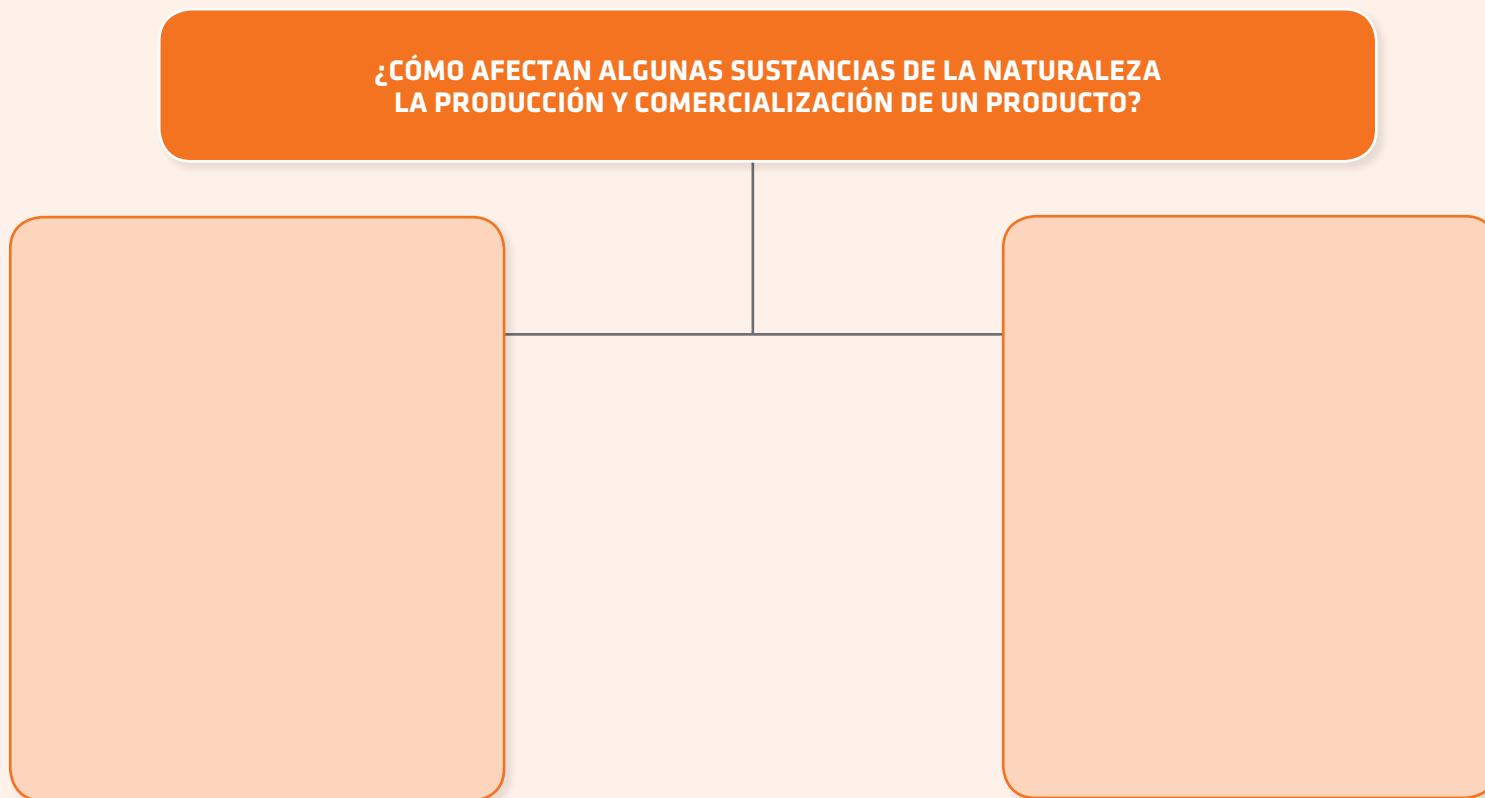 ¿CÓMO AFECTAN ALGUNAS SUSTANCIAS DE LA NATURALEZA
LA PRODUCCIÓN Y COMERCIALIZACIÓN DE UN PRODUCTO?